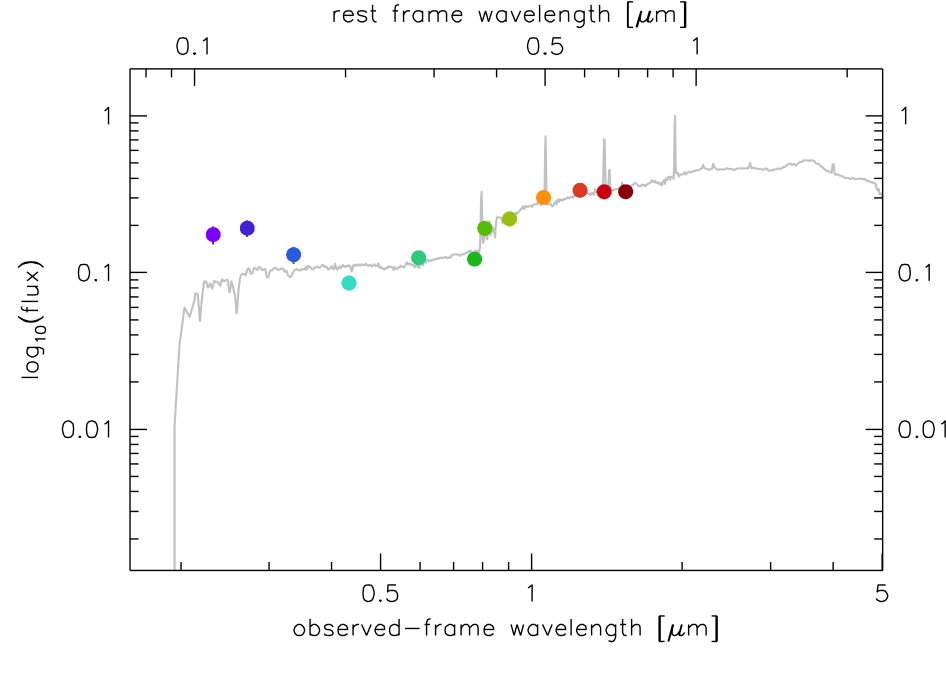 rest frame wavelength [μm]
0.1 0.5 1
1 1
0.1 0.1
0.01 0.01
log10(flux)
0.5 1 5
observed-frame wavelength [μm]